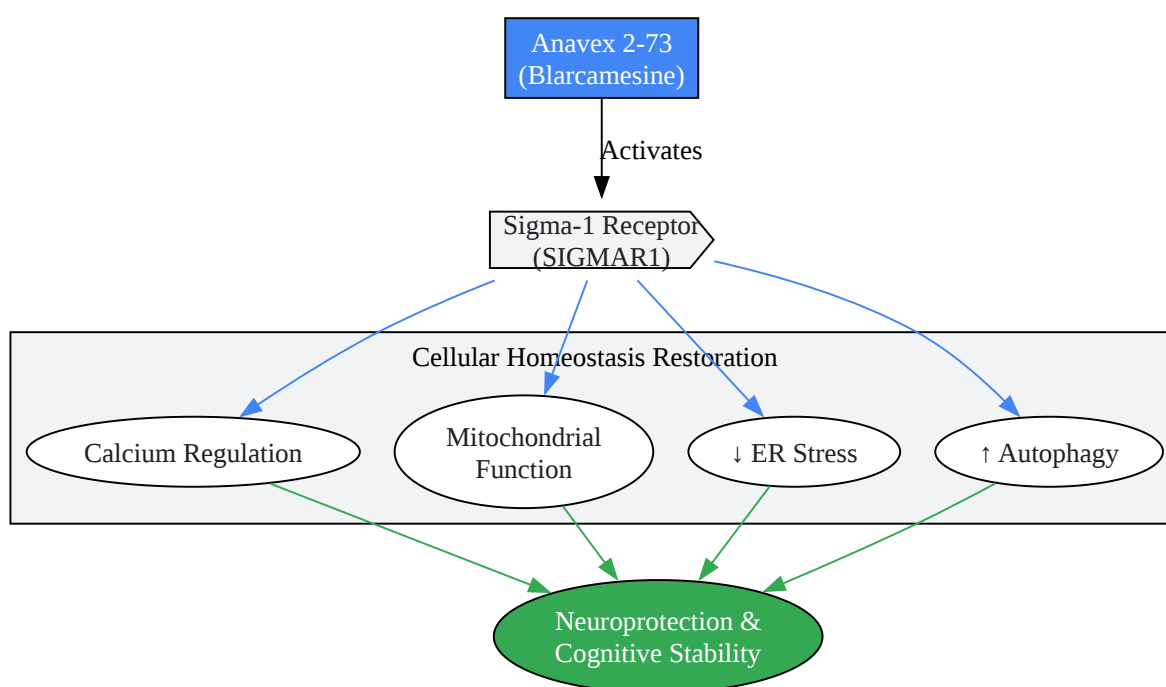 Anavex 2-73
(Blarcamesine)
Activates
Sigma-1 Receptor
(SIGMAR1)
Cellular Homeostasis Restoration
Calcium Regulation
Mitochondrial
Function
↓ ER Stress
↑ Autophagy
Neuroprotection &
Cognitive Stability